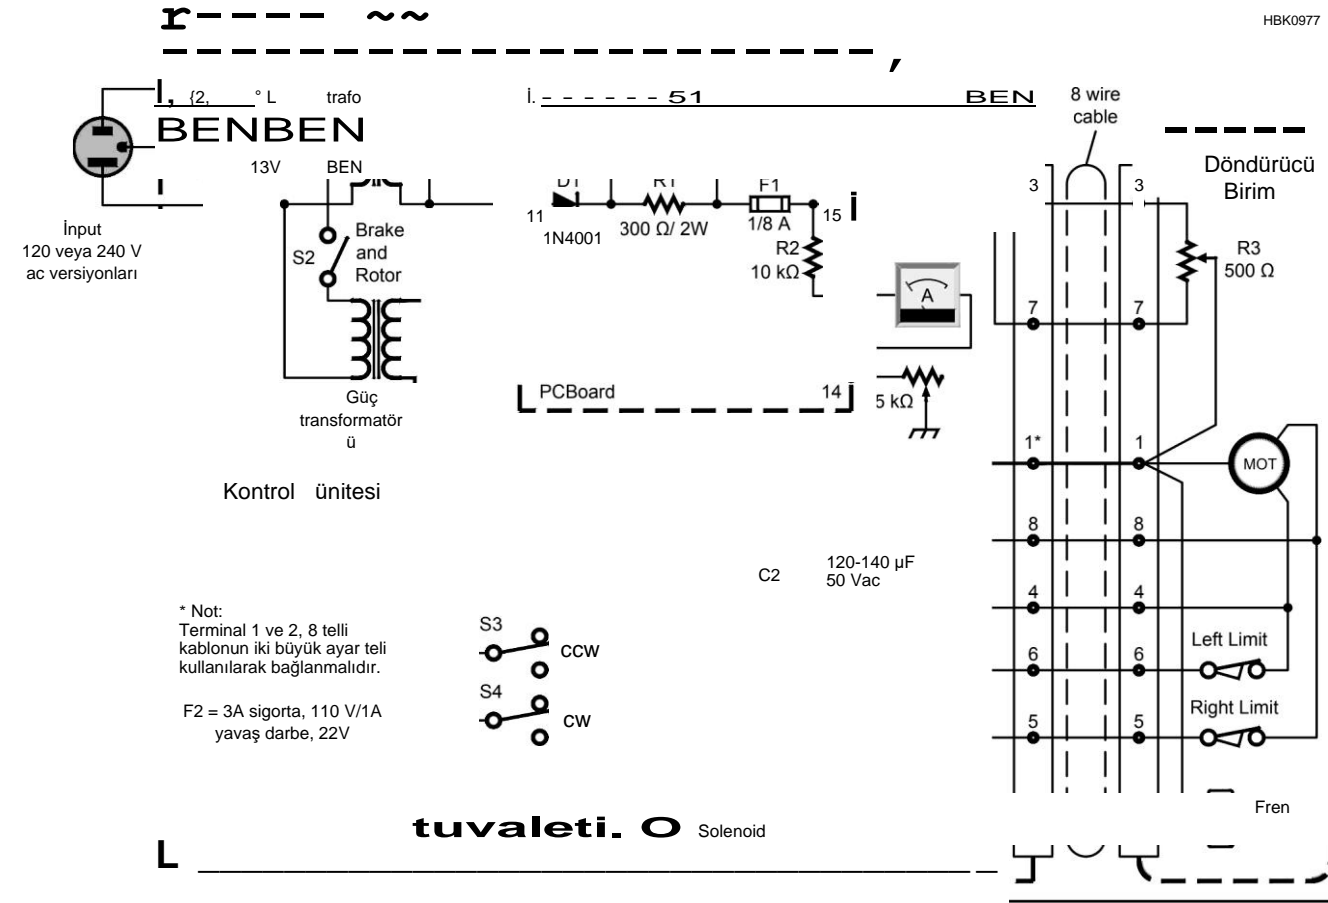 r---- ~~
HBK0977
------------------,
I, {2, ° L trafo
İ. - - - - - - 51 BEN
8 wire
cable
BENBEN
13V BEN
Döndürücü
Birim
İnput
120 veya 240 V
ac versiyonları
S2
Brake
and
Rotor
11
D1
1N4001
R1
300 Ω/ 2W
F1
1/8 A
15 İ
R2
10 kΩ
A
3 3
R3
500 Ω
7 7
PCBoard 14
5 kΩ
Güç
transformatör
ü
1* 1
MOT
Kontrol ünitesi
8 8
C2
120-140 µF
50 Vac
4 4
* Not:
Terminal 1 ve 2, 8 telli
kablonun iki büyük ayar teli
kullanılarak bağlanmalıdır.
S3
CCW
Left Limit
6 6
S4
CW
F2 = 3A sigorta, 110 V/1A
yavaş darbe, 22V
Right Limit
5 5
Fren
tuvaleti. O Solenoid
L